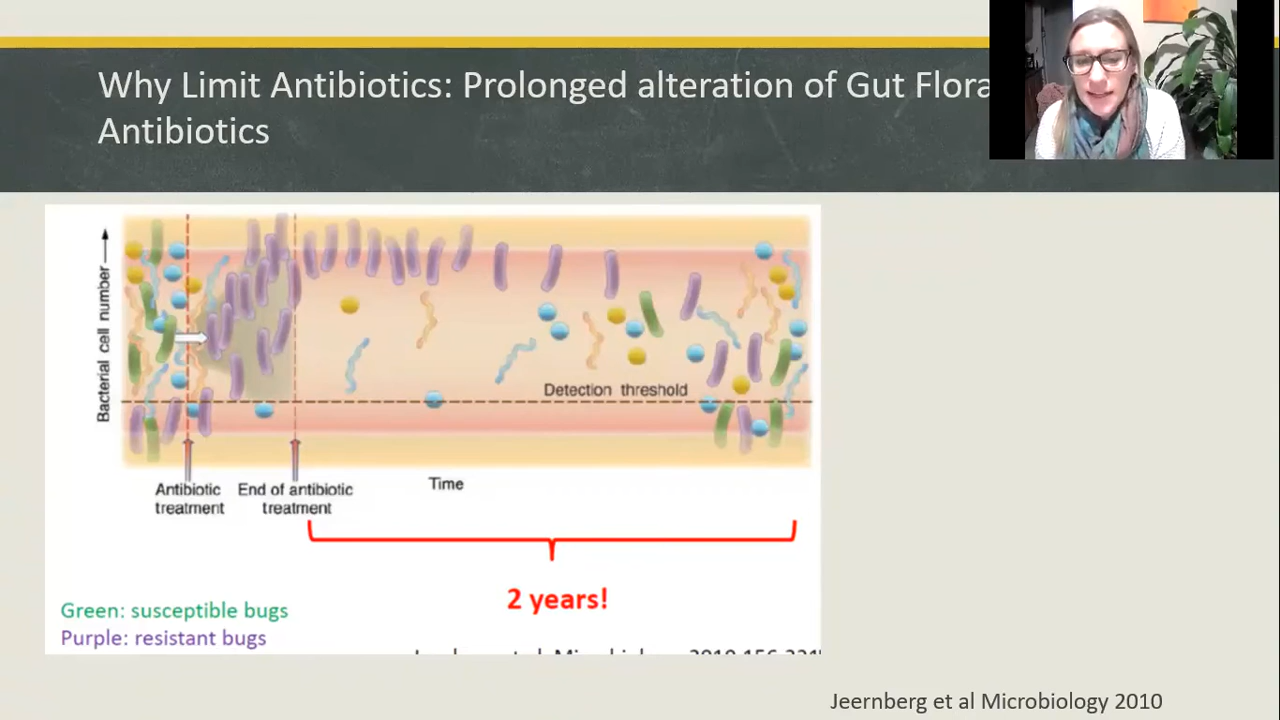 Why Limit Antibiotics: Prolonged alteration of Gut Flora
Antibiotics
Bacterial cell number
Detection threshold
Antibiotic
treatment
End of antibiotic
treatment
Time
2 years!
Green: susceptible bugs
Purple: resistant bugs
Jeernberg et al Microbiology 2010